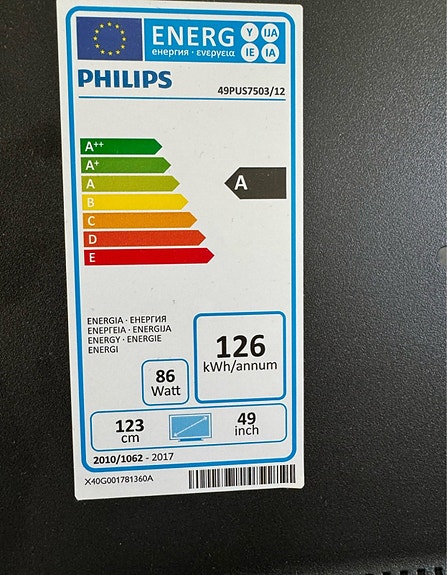 ENERG Y IJA
енергия · ενεργεια IE IA
PHILIPS
49PUS7503/12
A++
A+
A
A
B
C
D
E
ENERGIA · ЕНЕРГИЯ
ΕΝΕΡΓΕΙΑ · ENERGIJA
ENERGY · ENERGIE
ENERGI
126
kWh/annum
86
Watt
123
cm
49
inch
2010/1062 - 2017
X40G001781360A